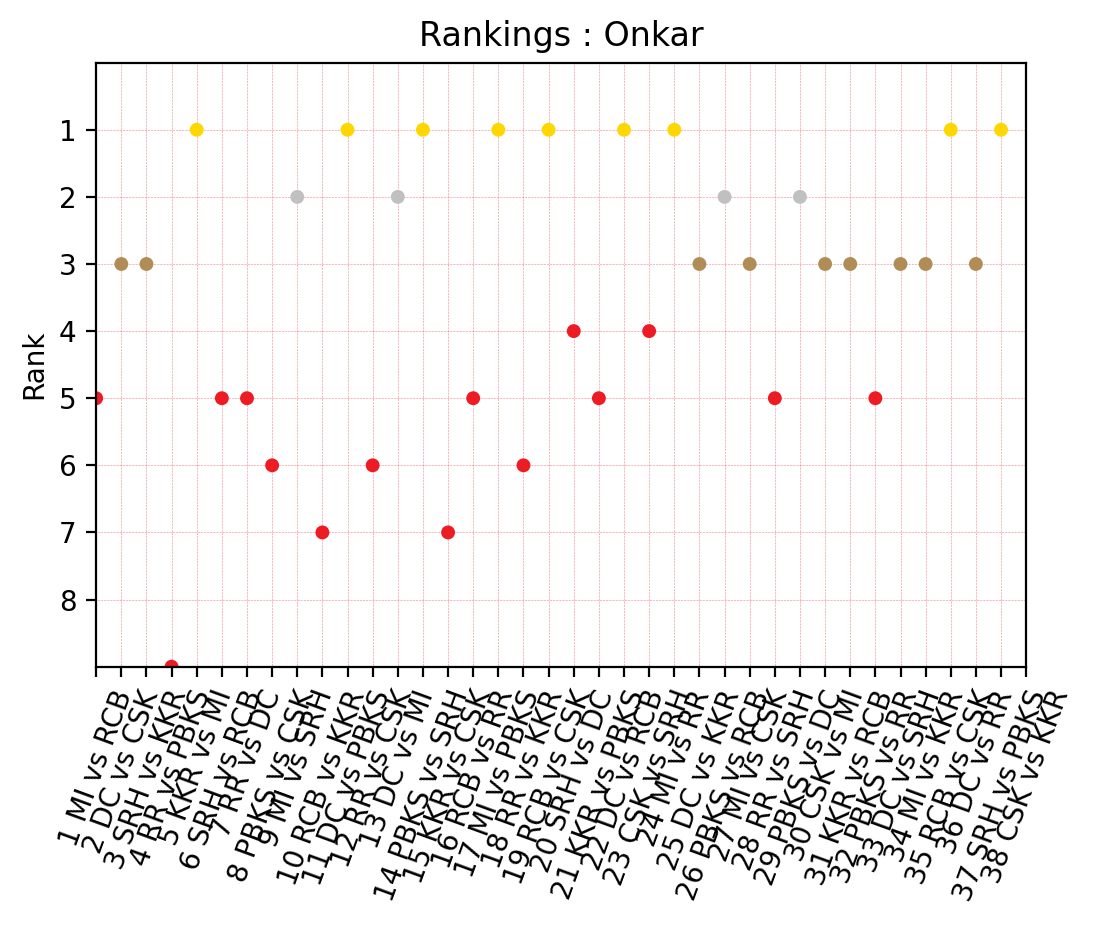 Rankings : Onkar
Rank
1
2
3
4
5
6
7
8
1 MI vs RCB
2 DC vs CSK
3 SRH vs KKR
4 RR vs PBKS
5 KKR vs MI
6 SRH vs RCB
7 RR vs DC
8 PBKS vs CSK
9 MI vs SRH
10 RCB vs KKR
11 DC vs PBKS
12 RR vs CSK
13 DC vs MI
14 PBKS vs SRH
15 KKR vs CSK
16 RCB vs RR
17 MI vs PBKS
18 RR vs KKR
19 RCB vs CSK
20 SRH vs DC
21 KKR vs PBKS
22 DC vs RCB
23 CSK vs SRH
24 MI vs RR
25 DC vs KKR
26 PBKS vs RCB
27 MI vs CSK
28 RR vs SRH
29 PBKS vs DC
30 CSK vs MI
31 KKR vs RCB
32 PBKS vs RR
33 DC vs SRH
34 MI vs KKR
35 RCB vs CSK
36 DC vs RR
37 SRH vs PBKS
38 CSK vs KKR